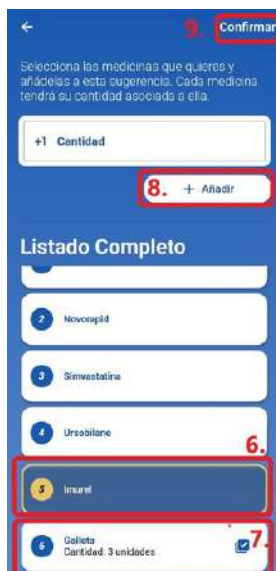 ← 9. Confirmar
Selecciona las medicinas que quieres y
añádelas a esta sugerencia. Cada medicina
tendrá su cantidad asociada a ella.
+1 Cantidad
8. + Añadir
Listado Completo
2 Novorapid
3 Simvastatina
4 Ursobilane
6.
5 Imurel
6 Galleta
Cantidad: 3 unidades
7.